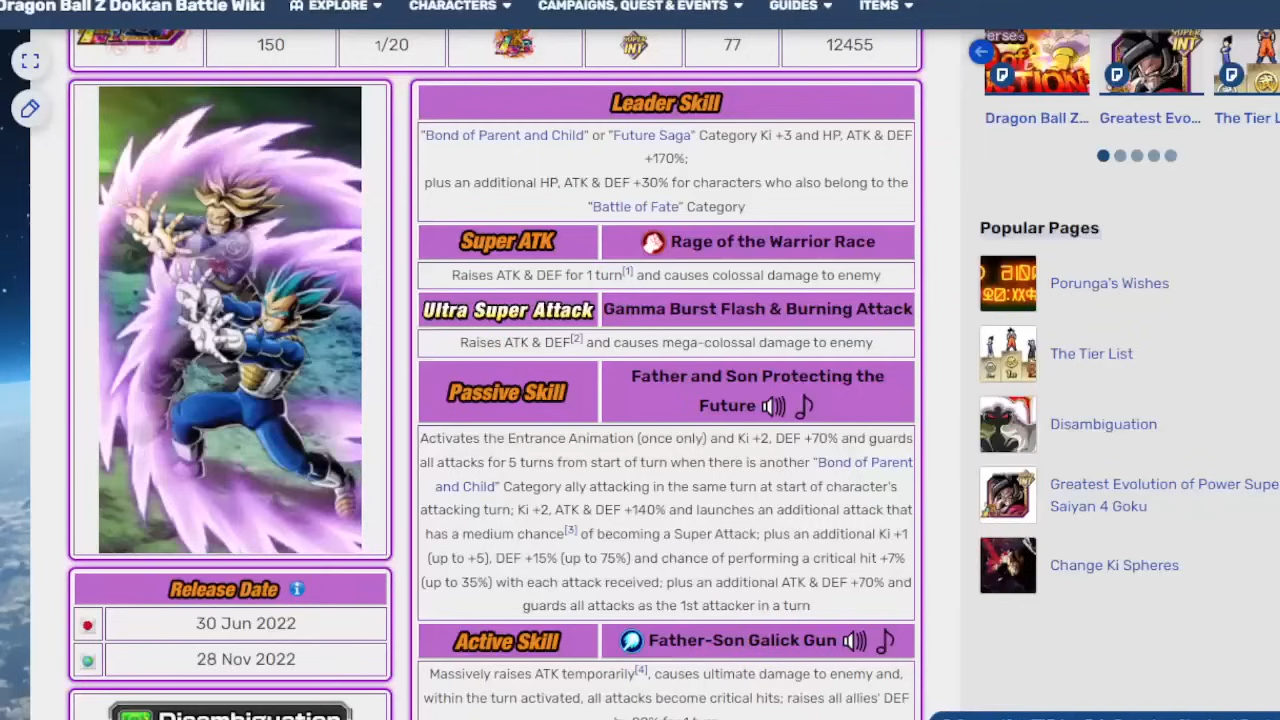 Dragon Ball Z Dokkan Battle Wiki
EXPLORE
CHARACTERS
CAMPAIGNS, QUEST & EVENTS
GUIDES
ITEMS
150
1/20
SUPER INT
77
12455
Leader Skill
"Bond of Parent and Child" or "Future Saga" Category Ki +3 and HP, ATK & DEF
+170%;
plus an additional HP, ATK & DEF +30% for characters who also belong to the
"Battle of Fate" Category
Super ATK
Rage of the Warrior Race
Raises ATK & DEF for 1 turn[1] and causes colossal damage to enemy
Ultra Super Attack
Gamma Burst Flash & Burning Attack
Raises ATK & DEF[2] and causes mega-colossal damage to enemy
Passive Skill
Father and Son Protecting the
Future
Activates the Entrance Animation (once only) and Ki +2, DEF +70% and guards
all attacks for 5 turns from start of turn when there is another "Bond of Parent
and Child" Category ally attacking in the same turn at start of character's
attacking turn; Ki +2, ATK & DEF +140% and launches an additional attack that
has a medium chance[3] of becoming a Super Attack; plus an additional Ki +1
(up to +5), DEF +15% (up to 75%) and chance of performing a critical hit +7%
(up to 35%) with each attack received; plus an additional ATK & DEF +70% and
guards all attacks as the 1st attacker in a turn
Active Skill
Father-Son Galick Gun
Massively raises ATK temporarily[4], causes ultimate damage to enemy and,
within the turn activated, all attacks become critical hits; raises all allies' DEF
Release Date
30 Jun 2022
28 Nov 2022
Disambiguation
Dragon Ball Z...
Greatest Evo...
The Tier L
Popular Pages
Porunga's Wishes
The Tier List
Disambiguation
Greatest Evolution of Power Supe
Saiyan 4 Goku
Change Ki Spheres